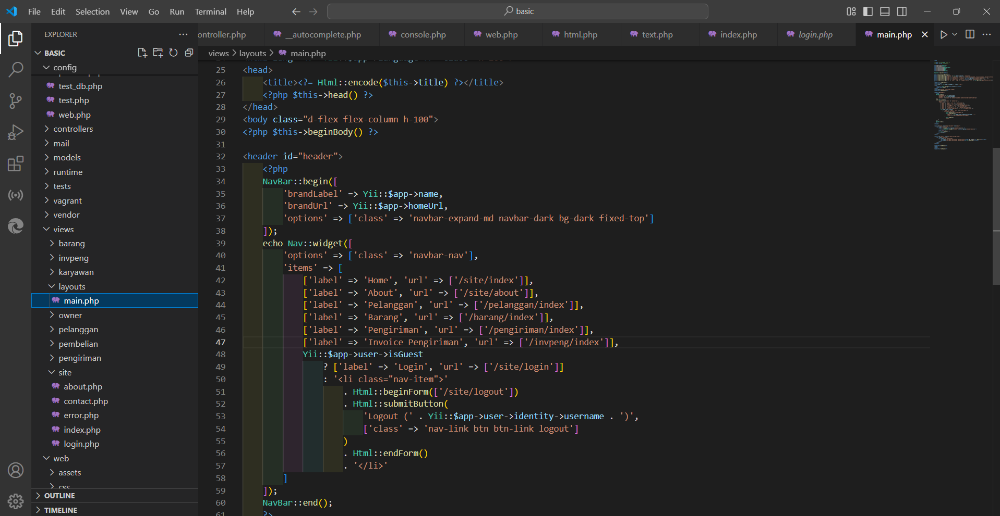 File Edit Selection View Go Run Terminal Help
basic
EXPLORER
ontroller.php __autocomplete.php console.php web.php html.php text.php index.php login.php main.php
BASIC
config
test_db.php
test.php
web.php
controllers
mail
models
runtime
tests
vagrant
vendor
views
barang
invpeng
karyawan
layouts
main.php
owner
pelanggan
pembelian
pengiriman
site
about.php
contact.php
error.php
index.php
login.php
web
assets
css
OUTLINE
TIMELINE
views > layouts > main.php
25 <head>
26 <title><?= Html::encode($this->title) ?></title>
27 <?php $this->head() ?>
28 </head>
29 <body class="d-flex flex-column h-100">
30 <?php $this->beginBody() ?>
31
32 <header id="header">
33 <?php
34 NavBar::begin([
35 'brandLabel' => Yii::$app->name,
36 'brandUrl' => Yii::$app->homeUrl,
37 'options' => ['class' => 'navbar-expand-md navbar-dark bg-dark fixed-top']
38 ]);
39 echo Nav::widget([
40 'options' => ['class' => 'navbar-nav'],
41 'items' => [
42 ['label' => 'Home', 'url' => ['/site/index']],
43 ['label' => 'About', 'url' => ['/site/about']],
44 ['label' => 'Pelanggan', 'url' => ['/pelanggan/index']],
45 ['label' => 'Barang', 'url' => ['/barang/index']],
46 ['label' => 'Pengiriman', 'url' => ['/pengiriman/index']],
47 ['label' => 'Invoice Pengiriman', 'url' => ['/invpeng/index']],
48 Yii::$app->user->isGuest
49 ? ['label' => 'Login', 'url' => ['/site/login']]
50 : '<li class="nav-item">'
51 . Html::beginForm(['/site/logout'])
52 . Html::submitButton(
53 'Logout (' . Yii::$app->user->identity->username . ')',
54 ['class' => 'nav-link btn btn-link logout']
55 )
56 . Html::endForm()
57 . '</li>'
58 ]
59 ]);
60 NavBar::end();
61 ?>